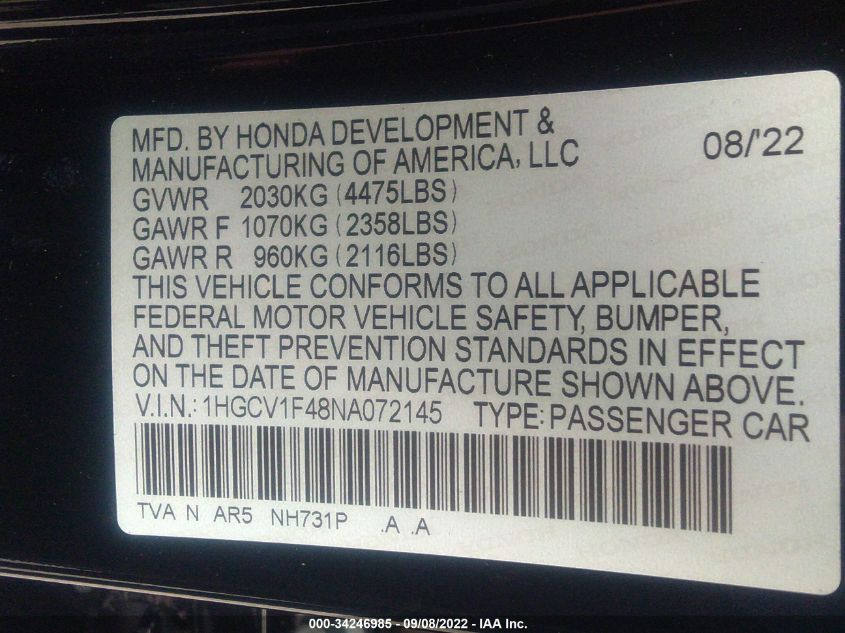 MFD. BY HONDA DEVELOPMENT &
MANUFACTURING OF AMERICA, LLC
08/'22
GVWR 2030KG (4475LBS)
GAWR F 1070KG (2358LBS)
GAWR R 960KG (2116LBS)
THIS VEHICLE CONFORMS TO ALL APPLICABLE
FEDERAL MOTOR VEHICLE SAFETY, BUMPER,
AND THEFT PREVENTION STANDARDS IN EFFECT
ON THE DATE OF MANUFACTURE SHOWN ABOVE.
V.I.N.: 1HGCV1F48NA072145 TYPE: PASSENGER CAR
TVA N AR5 NH731P .A .A
000-34246985 - 09/08/2022 - IAA Inc.